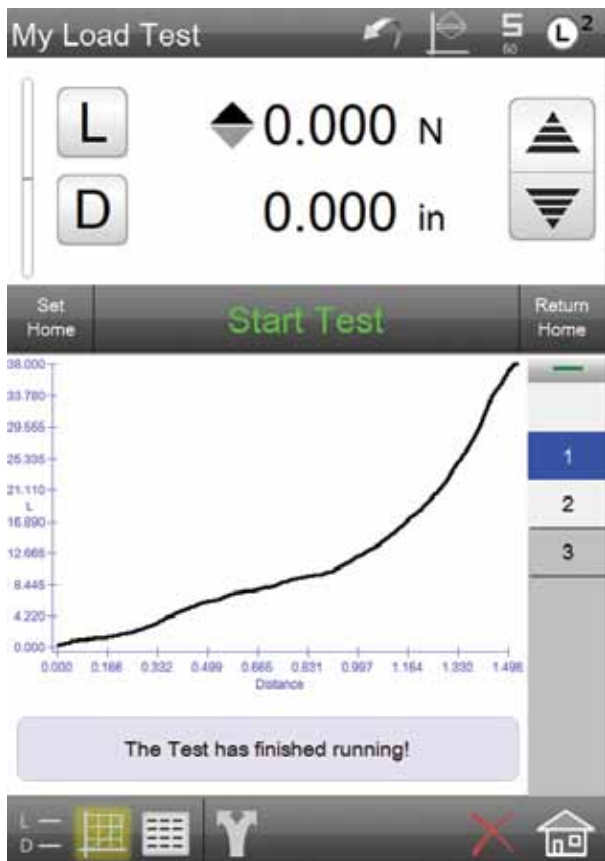 My Load Test
S
60
L 2
L
0.000 N
D
0.000 in
Set
Home
Start Test
Return
Home
38.000
33.780
29.555
25.335
21.110
L
16.890
12.665
8.445
4.220
0.000
0.000 0.166 0.332 0.499 0.665 0.831 0.997 1.164 1.330 1.496
Distance
1
2
3
The Test has finished running!
L
D